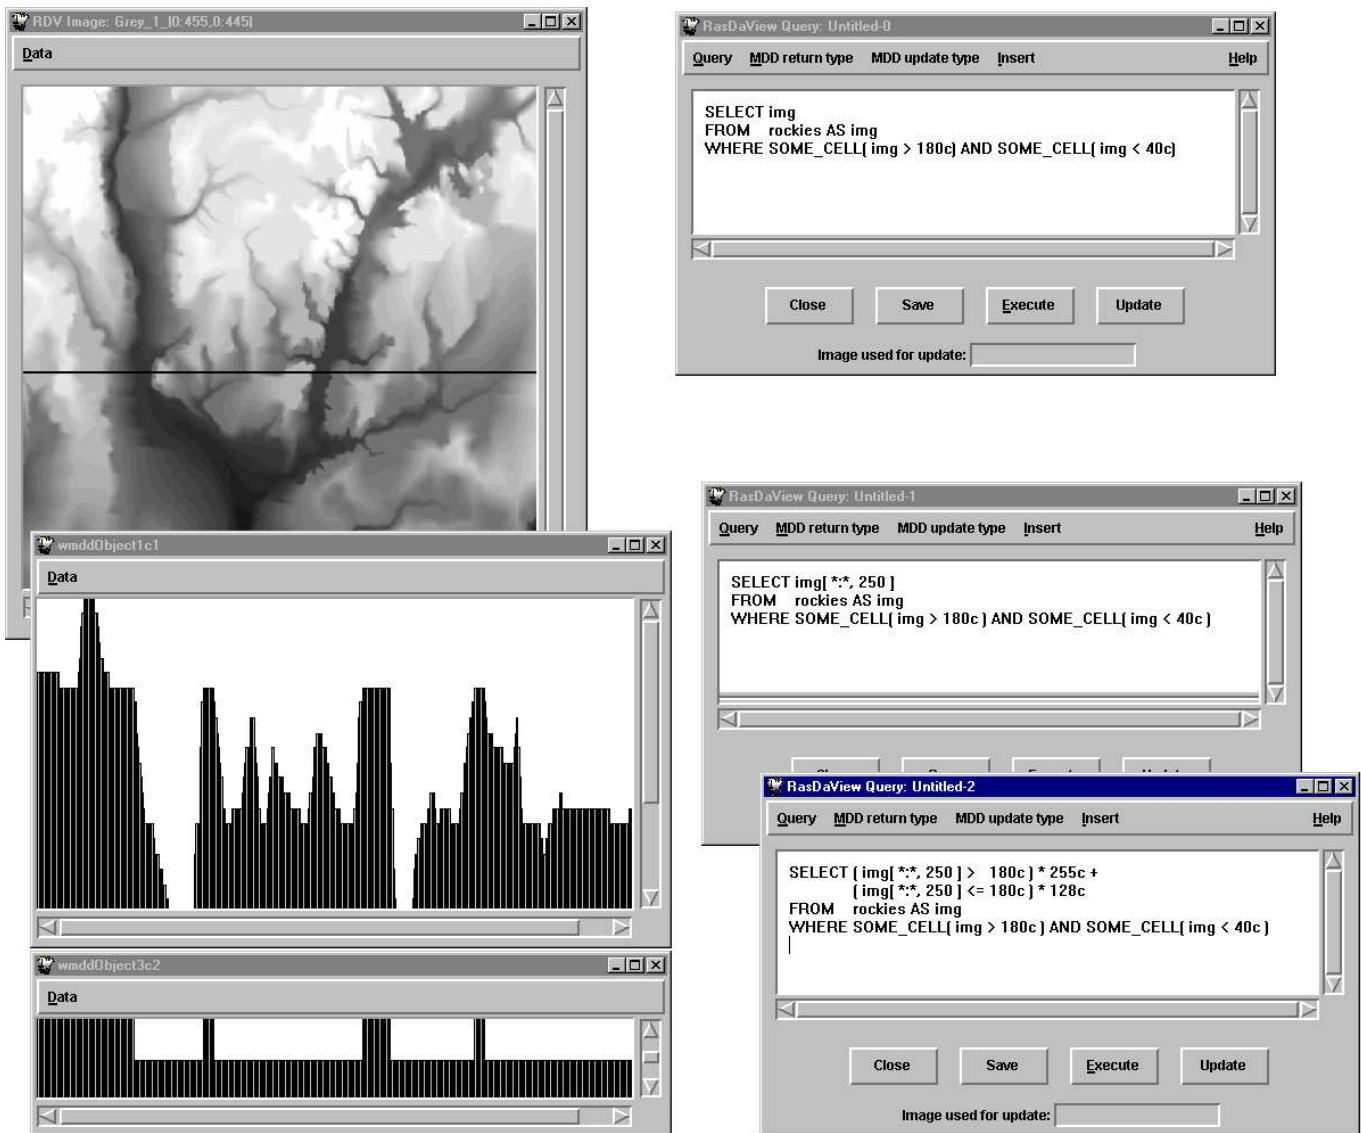 RDV Image: Grey_1_[0:455,0:445]
Data
RasDaView Query: Untitled-0
Query MDD return type MDD update type Insert Help
SELECT img
FROM rockies AS img
WHERE SOME_CELL( img > 180c) AND SOME_CELL( img < 40c)
Close Save Execute Update
Image used for update:
wmddObject1c1
Data
RasDaView Query: Untitled-1
Query MDD return type MDD update type Insert Help
SELECT img[ *:*, 250 ]
FROM rockies AS img
WHERE SOME_CELL( img > 180c ) AND SOME_CELL( img < 40c )
RasDaView Query: Untitled-2
Query MDD return type MDD update type Insert Help
SELECT ( img[ *:*, 250 ] > 180c ) * 255c +
( img[ *:*, 250 ] <= 180c ) * 128c
FROM rockies AS img
WHERE SOME_CELL( img > 180c ) AND SOME_CELL( img < 40c )
Close Save Execute Update
Image used for update:
wmddObject3c2
Data